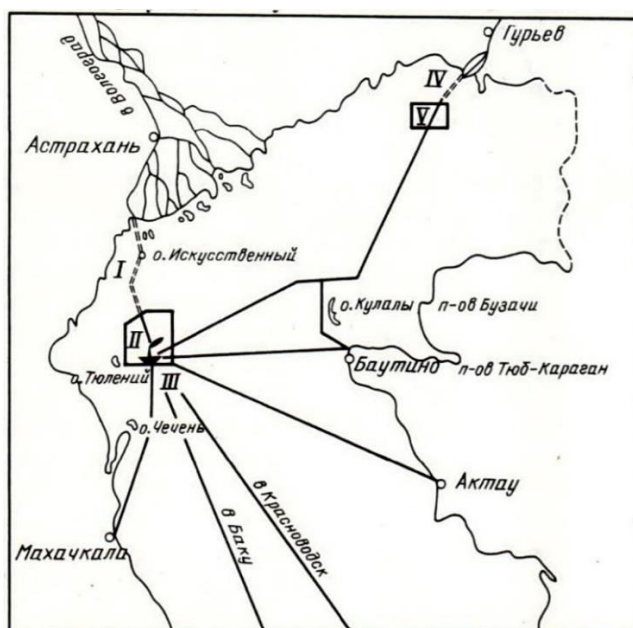 Гурьев
в Волгоград
IV
V
Астрахань
I
о. Искусственный
о. Кулалы
п-ов Бузачи
II
о. Тюлений
III
Баутино
п-ов Тюб-Караган
о. Чечень
Актау
в Красноводск
в Баку
Махачкала